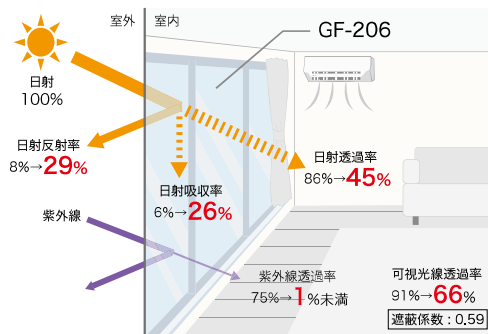 室外
室内
GF-206
日射
100%
日射反射率
8%→29%
日射吸収率
6%→26%
日射透過率
86%→45%
紫外線
紫外線透過率
75%→1%未満
可視光線透過率
91%→66%
遮蔽係数：0.59